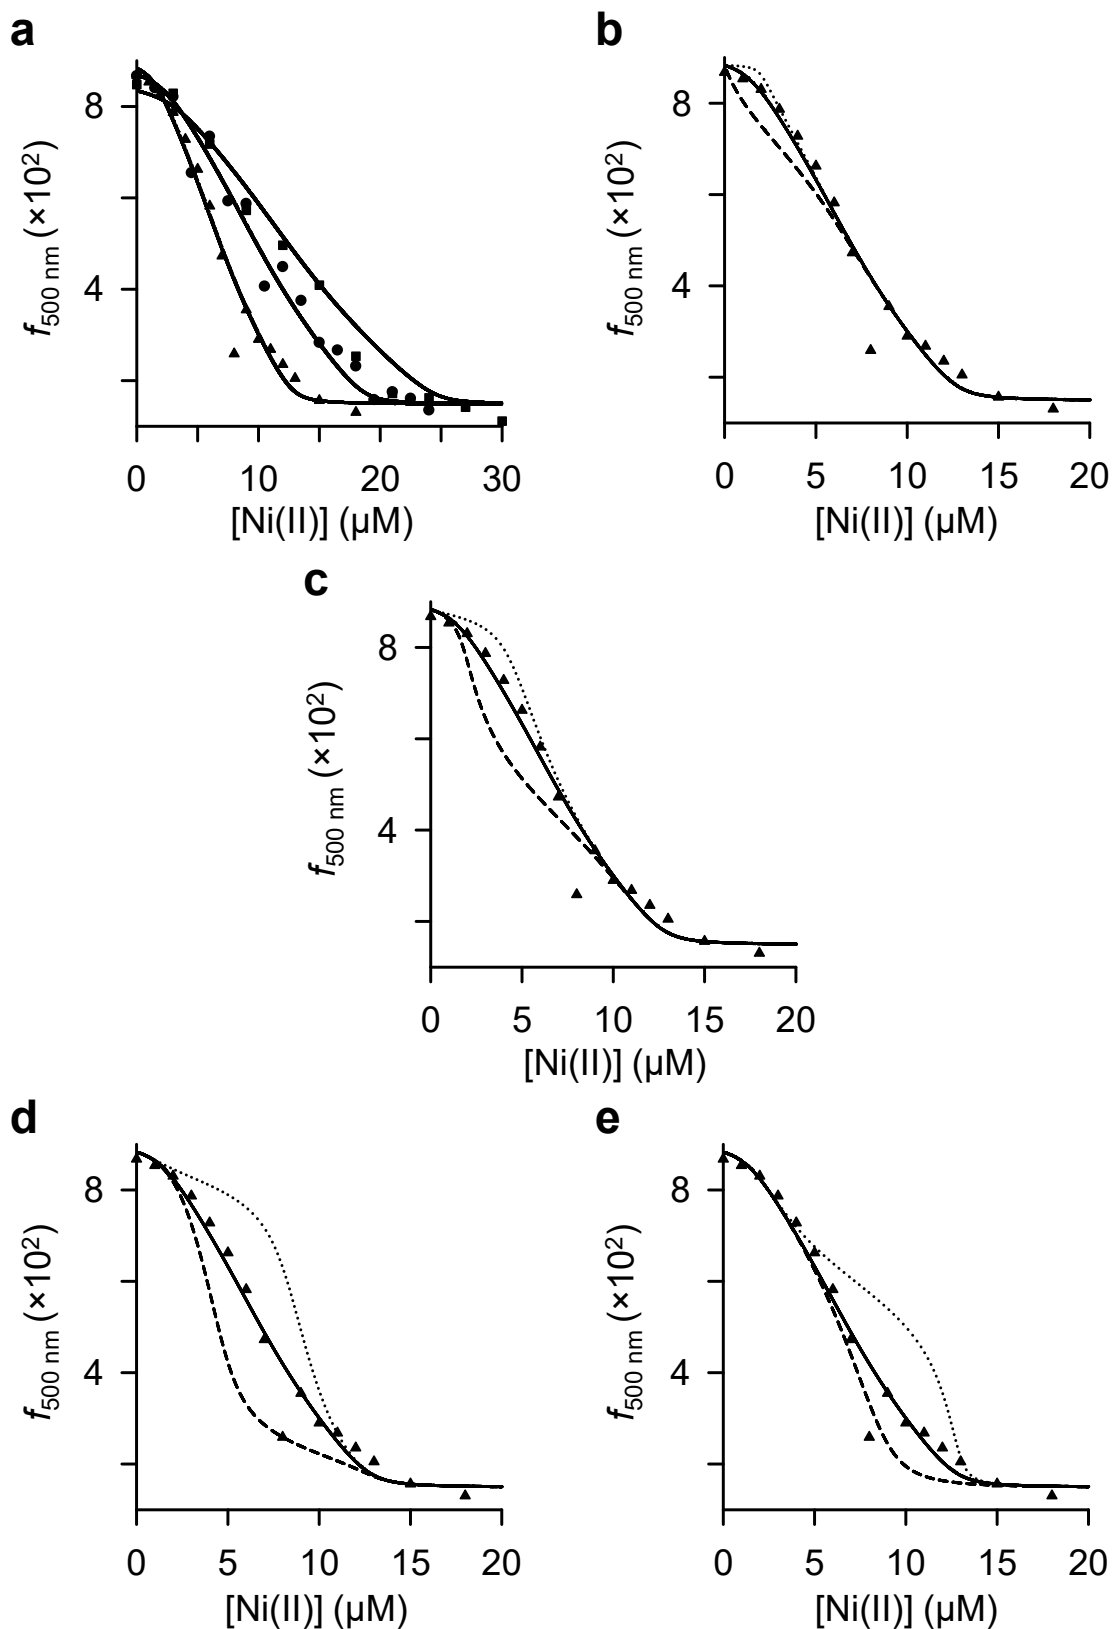 a
8
4
f500 nm (×10²)
0 10 20 30
[Ni(II)] (µM)
b
8
4
f500 nm (×10²)
0 5 10 15 20
[Ni(II)] (µM)
c
8
4
f500 nm (×10²)
0 5 10 15 20
[Ni(II)] (µM)
d
8
4
f500 nm (×10²)
0 5 10 15 20
[Ni(II)] (µM)
e
8
4
f500 nm (×10²)
0 5 10 15 20
[Ni(II)] (µM)